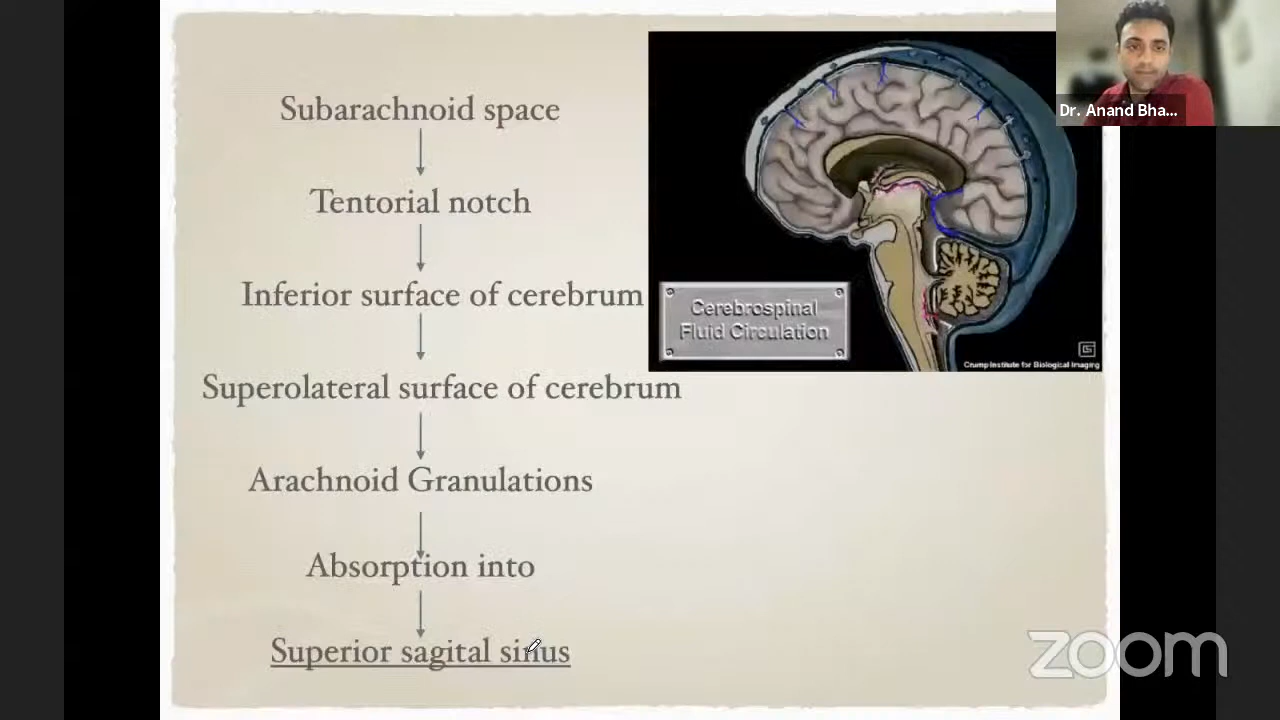 Subarachnoid space
Tentorial notch
Inferior surface of cerebrum
Superolateral surface of cerebrum
Arachnoid Granulations
Absorption into
Superior sagital sinus
Cerebrospinal
Fluid Circulation
Crump Institute for Biological Imaging
Dr. Anand Bha...
zoom